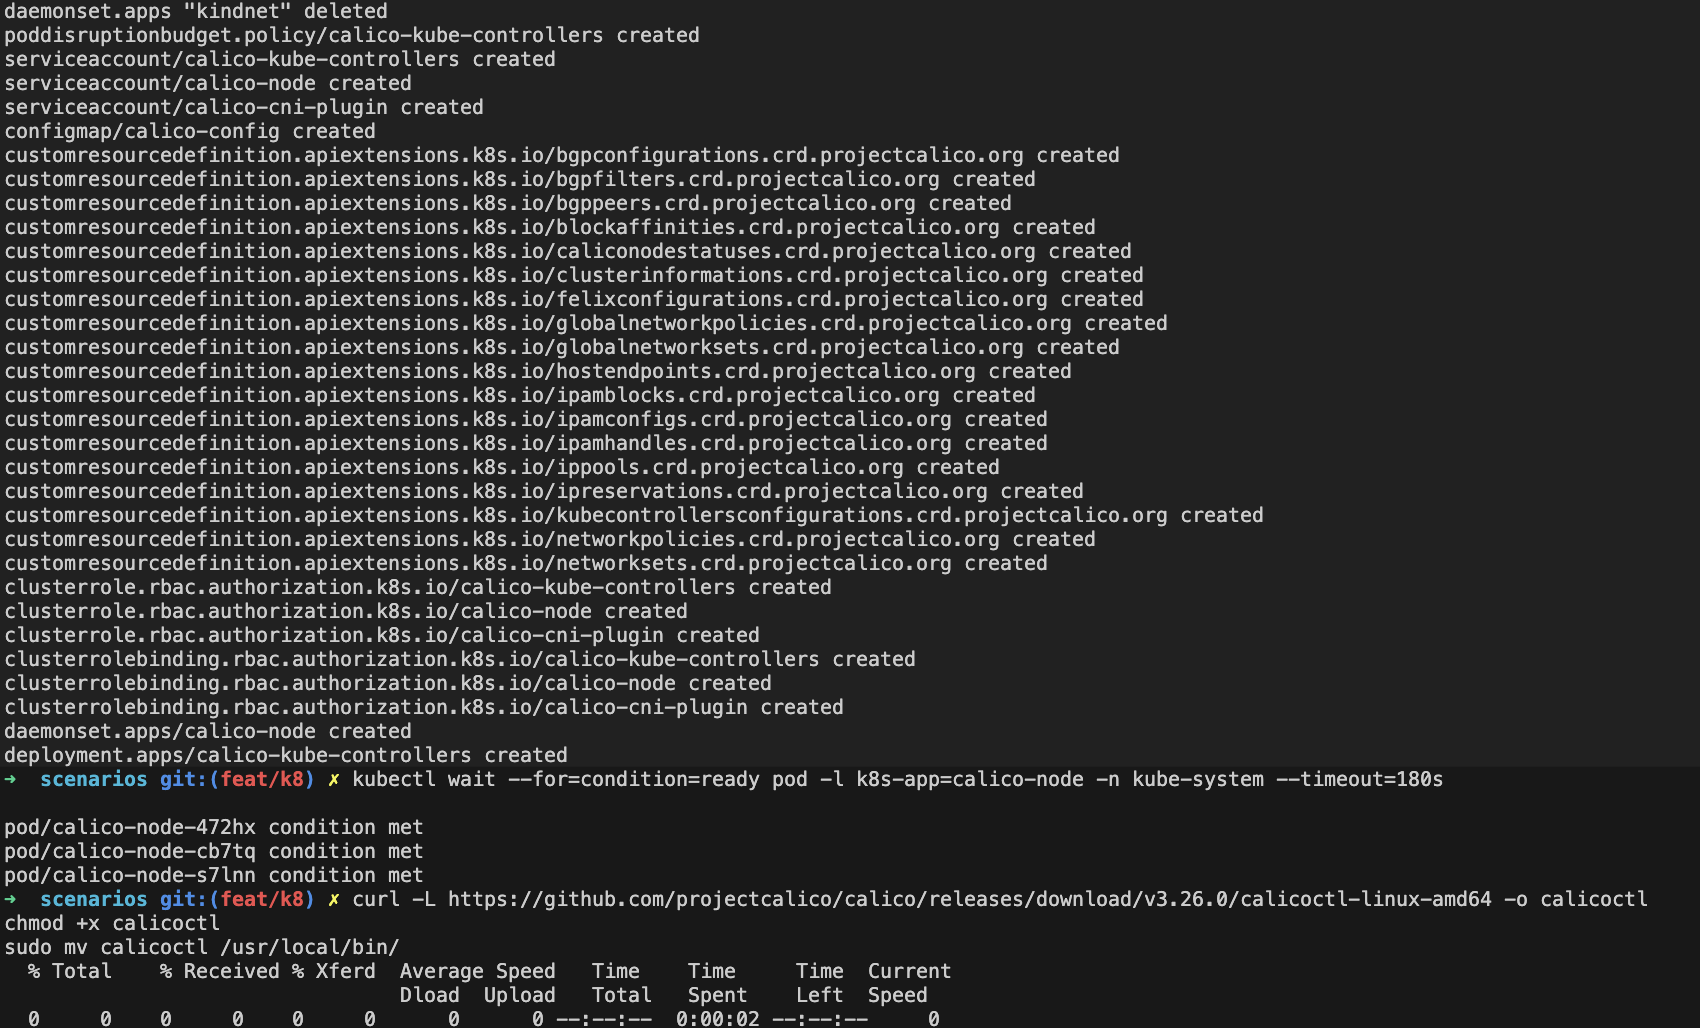 daemonset.apps "kindnet" deleted
poddisruptionbudget.policy/calico-kube-controllers created
serviceaccount/calico-kube-controllers created
serviceaccount/calico-node created
serviceaccount/calico-cni-plugin created
configmap/calico-config created
customresourcedefinition.apiextensions.k8s.io/bgpconfigurations.crd.projectcalico.org created
customresourcedefinition.apiextensions.k8s.io/bgpfilters.crd.projectcalico.org created
customresourcedefinition.apiextensions.k8s.io/bgppeers.crd.projectcalico.org created
customresourcedefinition.apiextensions.k8s.io/blockaffinities.crd.projectcalico.org created
customresourcedefinition.apiextensions.k8s.io/caliconodestatuses.crd.projectcalico.org created
customresourcedefinition.apiextensions.k8s.io/clusterinformations.crd.projectcalico.org created
customresourcedefinition.apiextensions.k8s.io/felixconfigurations.crd.projectcalico.org created
customresourcedefinition.apiextensions.k8s.io/globalnetworkpolicies.crd.projectcalico.org created
customresourcedefinition.apiextensions.k8s.io/globalnetworksets.crd.projectcalico.org created
customresourcedefinition.apiextensions.k8s.io/hostendpoints.crd.projectcalico.org created
customresourcedefinition.apiextensions.k8s.io/ipamblocks.crd.projectcalico.org created
customresourcedefinition.apiextensions.k8s.io/ipamconfigs.crd.projectcalico.org created
customresourcedefinition.apiextensions.k8s.io/ipamhandles.crd.projectcalico.org created
customresourcedefinition.apiextensions.k8s.io/ippools.crd.projectcalico.org created
customresourcedefinition.apiextensions.k8s.io/ipreservations.crd.projectcalico.org created
customresourcedefinition.apiextensions.k8s.io/kubecontrollersconfigurations.crd.projectcalico.org created
customresourcedefinition.apiextensions.k8s.io/networkpolicies.crd.projectcalico.org created
customresourcedefinition.apiextensions.k8s.io/networksets.crd.projectcalico.org created
clusterrole.rbac.authorization.k8s.io/calico-kube-controllers created
clusterrole.rbac.authorization.k8s.io/calico-node created
clusterrole.rbac.authorization.k8s.io/calico-cni-plugin created
clusterrolebinding.rbac.authorization.k8s.io/calico-kube-controllers created
clusterrolebinding.rbac.authorization.k8s.io/calico-node created
clusterrolebinding.rbac.authorization.k8s.io/calico-cni-plugin created
daemonset.apps/calico-node created
deployment.apps/calico-kube-controllers created
➜  scenarios git:(feat/k8) ✗ kubectl wait --for=condition=ready pod -l k8s-app=calico-node -n kube-system --timeout=180s
pod/calico-node-472hx condition met
pod/calico-node-cb7tq condition met
pod/calico-node-s7lnn condition met
➜  scenarios git:(feat/k8) ✗ curl -L https://github.com/projectcalico/calico/releases/download/v3.26.0/calicoctl-linux-amd64 -o calicoctl
chmod +x calicoctl
sudo mv calicoctl /usr/local/bin/
  % Total    % Received % Xferd  Average Speed   Time    Time     Time  Current
                                 Dload  Upload   Total   Spent    Left  Speed
  0     0    0     0    0     0      0      0 --:--:--  0:00:02 --:--:--     0